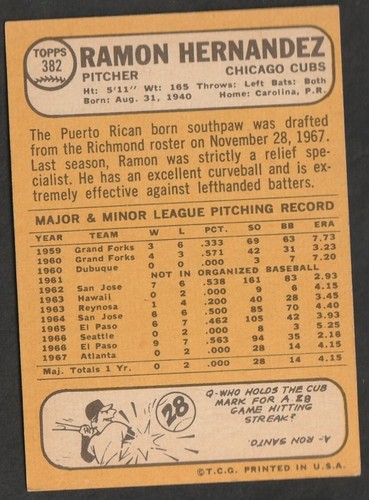 TOPPS
382
RAMON HERNANDEZ
PITCHER CHICAGO CUBS
Ht: 5'11" Wt: 165 Throws: Left Bats: Both
Born: Aug. 31, 1940 Home: Carolina, P.R.
The Puerto Rican born southpaw was drafted
from the Richmond roster on November 28, 1967.
Last season, Ramon was strictly a relief spe-
cialist. He has an excellent curveball and is ex-
tremely effective against lefthanded batters.
MAJOR & MINOR LEAGUE PITCHING RECORD
YEAR TEAM W L PCT. SO BB ERA
1959 Grand Forks 3 6 .333 69 63 7.73
1960 Grand Forks 4 3 .571 42 31 3.23
1960 Dubuque 0 0 .000 3 7 7.20
1961 NOT IN ORGANIZED BASEBALL
1962 San Jose 7 6 .538 161 83 2.93
1963 Hawaii 0 2 .000 9 6 4.15
1963 Reynosa 1 4 .200 40 28 3.45
1964 San Jose 6 6 .500 85 70 4.40
1965 El Paso 6 7 .462 105 42 3.93
1966 Seattle 0 0 .000 8 3 5.25
1966 El Paso 9 7 .563 94 16 4.15
1967 Atlanta 0 2 .000 28 14 4.15
Maj. Totals 1 Yr. 0 2 .000 28 14 4.15
28
Q-WHO HOLDS THE CUB
MARK FOR A 28
GAME HITTING
STREAK?
A- RON SANTO.
©T.C.G. PRINTED IN U.S.A.